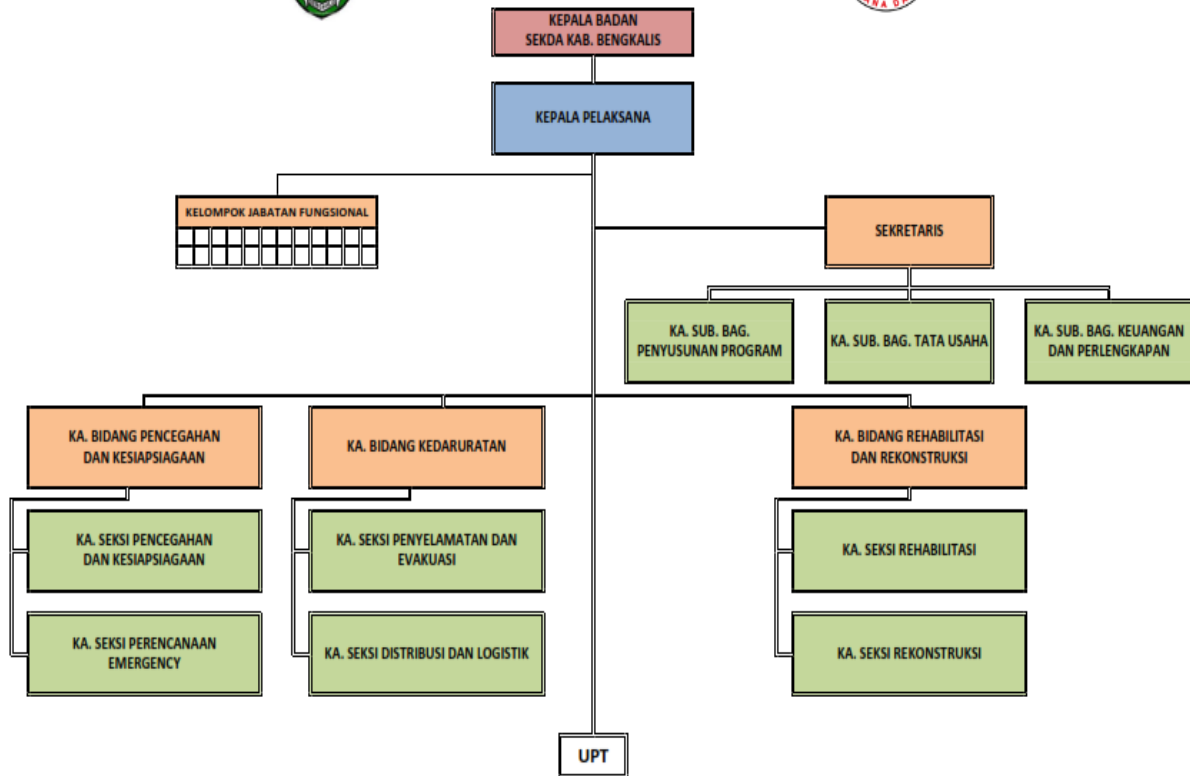 KEPALA BADAN
SEKDA KAB. BENGKALIS
KEPALA PELAKSANA
KELOMPOK JABATAN FUNGSIONAL
SEKRETARIS
KA. SUB. BAG.
PENYUSUNAN PROGRAM
KA. SUB. BAG. TATA USAHA
KA. SUB. BAG. KEUANGAN
DAN PERLENGKAPAN
KA. BIDANG PENCEGAHAN
DAN KESIAPSIAGAAN
KA. BIDANG KEDARURATAN
KA. BIDANG REHABILITASI
DAN REKONSTRUKSI
KA. SEKSI PENCEGAHAN
DAN KESIAPSIAGAAN
KA. SEKSI PENYELAMATAN DAN
EVAKUASI
KA. SEKSI REHABILITASI
KA. SEKSI PERENCANAAN
EMERGENCY
KA. SEKSI DISTRIBUSI DAN LOGISTIK
KA. SEKSI REKONSTRUKSI
UPT